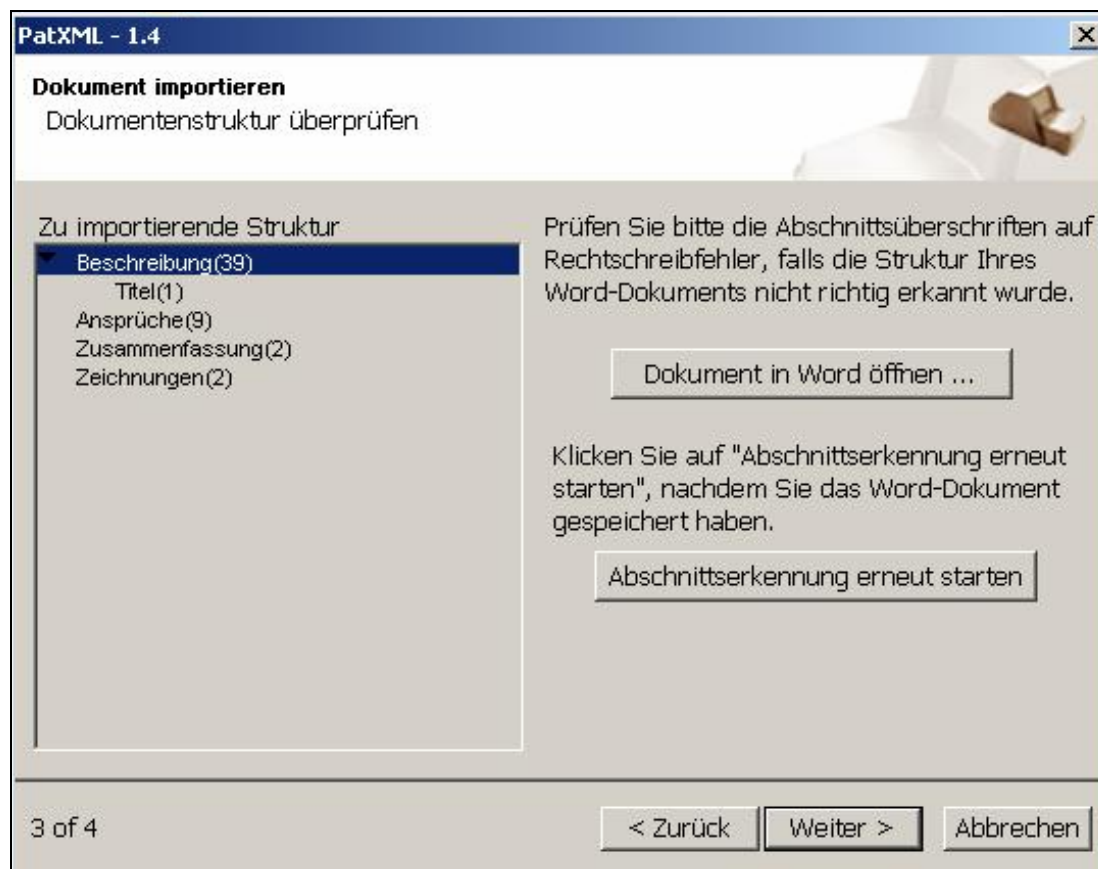 PatXML - 1.4
Dokument importieren
Dokumentenstruktur überprüfen
Zu importierende Struktur
Beschreibung(39)
Titel(1)
Ansprüche(9)
Zusammenfassung(2)
Zeichnungen(2)
Prüfen Sie bitte die Abschnittsüberschriften auf
Rechtschreibfehler, falls die Struktur Ihres
Word-Dokuments nicht richtig erkannt wurde.
Dokument in Word öffnen ...
Klicken Sie auf "Abschnittserkennung erneut
starten", nachdem Sie das Word-Dokument
gespeichert haben.
Abschnittserkennung erneut starten
3 of 4
< Zurück
Weiter >
Abbrechen